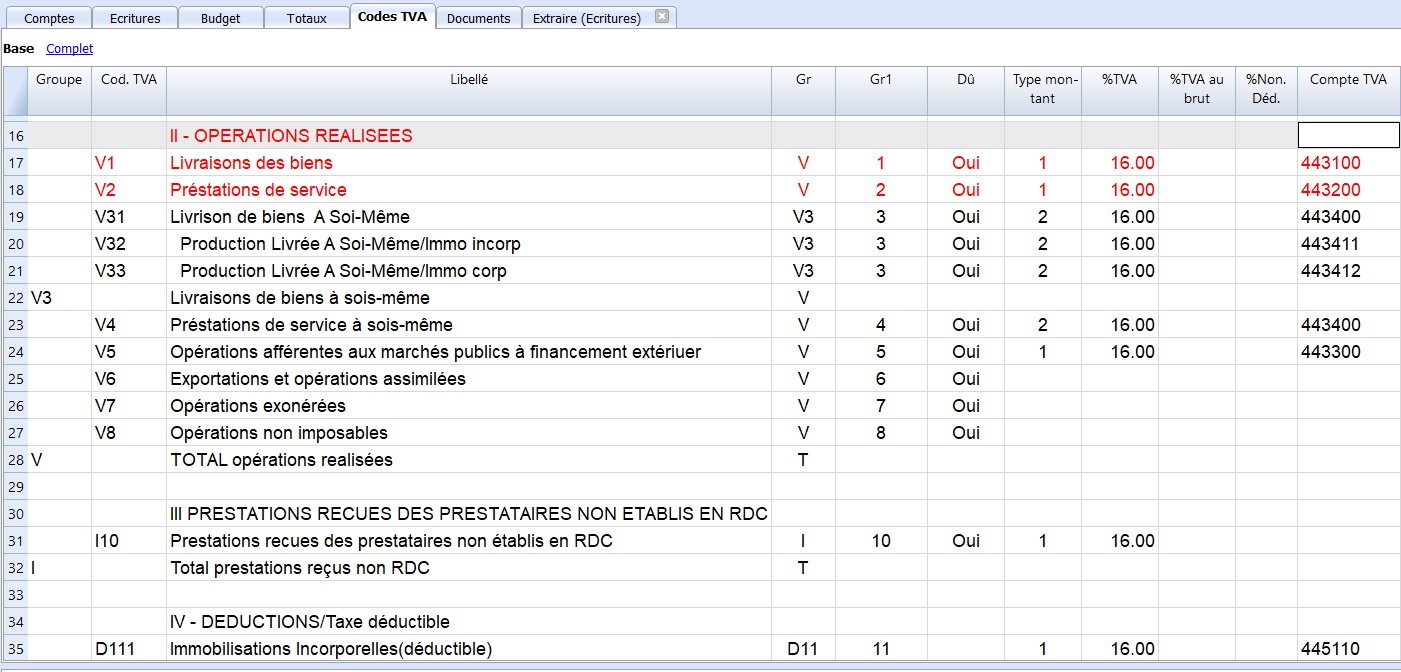 Comptes Ecritures Budget Totaux Codes TVA Documents Extraire (Ecritures)
Base Complet
Groupe Cod. TVA Libellé Gr Gr1 Dû Type mon- %TVA %TVA au %Non. Compte TVA
tant brut Déd.
16 II - OPERATIONS REALISEES
17 V1 Livraisons des biens V 1 Oui 1 16.00 443100
18 V2 Préstations de service V 2 Oui 1 16.00 443200
19 V31 Livrison de biens A Soi-Même V3 3 Oui 2 16.00 443400
20 V32 Production Livrée A Soi-Même/Immo incorp V3 3 Oui 2 16.00 443411
21 V33 Production Livrée A Soi-Même/Immo corp V3 3 Oui 2 16.00 443412
22 V3 Livraisons de biens à sois-même V
23 V4 Préstations de service à sois-même V 4 Oui 2 16.00 443400
24 V5 Opérations afférentes aux marchés publics à financement extériuer V 5 Oui 1 16.00 443300
25 V6 Exportations et opérations assimilées V 6 Oui
26 V7 Opérations exonérées V 7 Oui
27 V8 Opérations non imposables V 8 Oui
28 V TOTAL opérations realisées T
29
30 III PRESTATIONS RECUES DES PRESTATAIRES NON ETABLIS EN RDC
31 I10 Prestations recues des prestataires non établis en RDC I 10 Oui 1 16.00
32 I Total prestations reçus non RDC T
33
34 IV - DEDUCTIONS/Taxe déductible
35 D111 Immobilisations Incorporelles(déductible) D11 11 1 16.00 445110